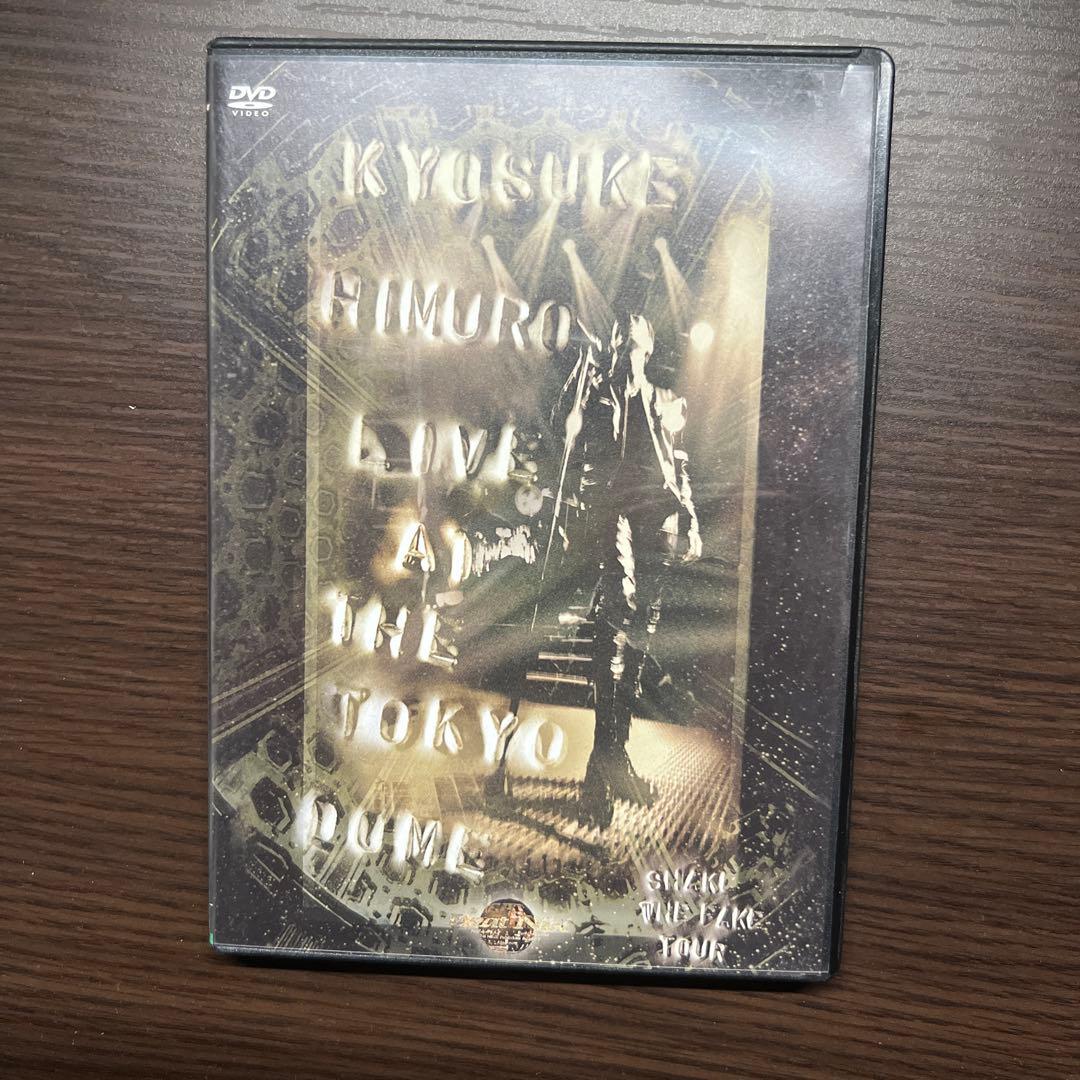 DVD
VIDEO
KYOSUKE
HIMURO
LIVE
AT
THE
TOKYO
DOME
SHAKE
THE FAKE
TOUR